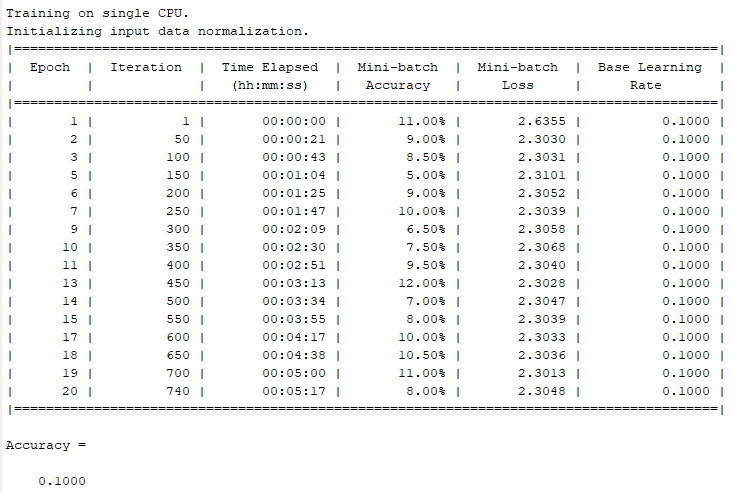 Training on single CPU.
Initializing input data normalization.
|========================================================================================|
| Epoch | Iteration | Time Elapsed | Mini-batch | Mini-batch | Base Learning |
| | | (hh:mm:ss) | Accuracy | Loss | Rate |
|========================================================================================|
| 1 | 1 | 00:00:00 | 11.00% | 2.6355 | 0.1000 |
| 2 | 50 | 00:00:21 | 9.00% | 2.3030 | 0.1000 |
| 3 | 100 | 00:00:43 | 8.50% | 2.3031 | 0.1000 |
| 5 | 150 | 00:01:04 | 5.00% | 2.3101 | 0.1000 |
| 6 | 200 | 00:01:25 | 9.00% | 2.3052 | 0.1000 |
| 7 | 250 | 00:01:47 | 10.00% | 2.3039 | 0.1000 |
| 9 | 300 | 00:02:09 | 6.50% | 2.3058 | 0.1000 |
| 10 | 350 | 00:02:30 | 7.50% | 2.3068 | 0.1000 |
| 11 | 400 | 00:02:51 | 9.50% | 2.3040 | 0.1000 |
| 13 | 450 | 00:03:13 | 12.00% | 2.3028 | 0.1000 |
| 14 | 500 | 00:03:34 | 7.00% | 2.3047 | 0.1000 |
| 15 | 550 | 00:03:55 | 8.00% | 2.3039 | 0.1000 |
| 17 | 600 | 00:04:17 | 10.00% | 2.3033 | 0.1000 |
| 18 | 650 | 00:04:38 | 10.50% | 2.3036 | 0.1000 |
| 19 | 700 | 00:05:00 | 11.00% | 2.3013 | 0.1000 |
| 20 | 740 | 00:05:17 | 8.00% | 2.3048 | 0.1000 |
|========================================================================================|
Accuracy =
0.1000